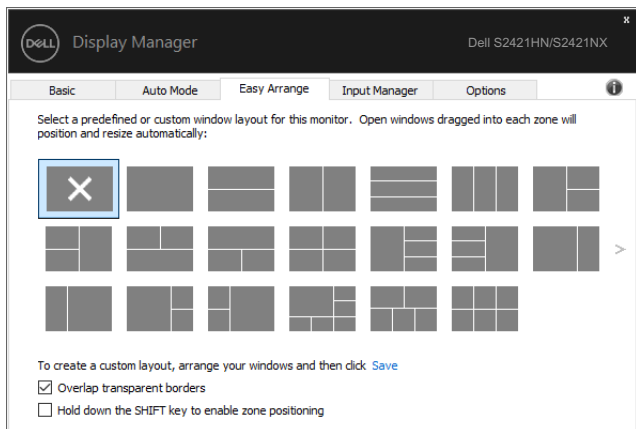 x
DELL Display Manager Dell S2421HN/S2421NX
Basic Auto Mode Easy Arrange Input Manager Options
Select a predefined or custom window layout for this monitor. Open windows dragged into each zone will
position and resize automatically:
>
To create a custom layout, arrange your windows and then click Save
Overlap transparent borders
Hold down the SHIFT key to enable zone positioning